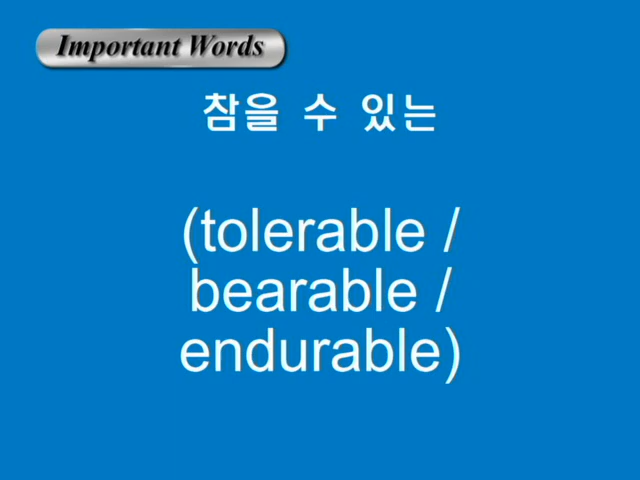 Important Words
참을 수 있는
(tolerable /
bearable /
endurable)